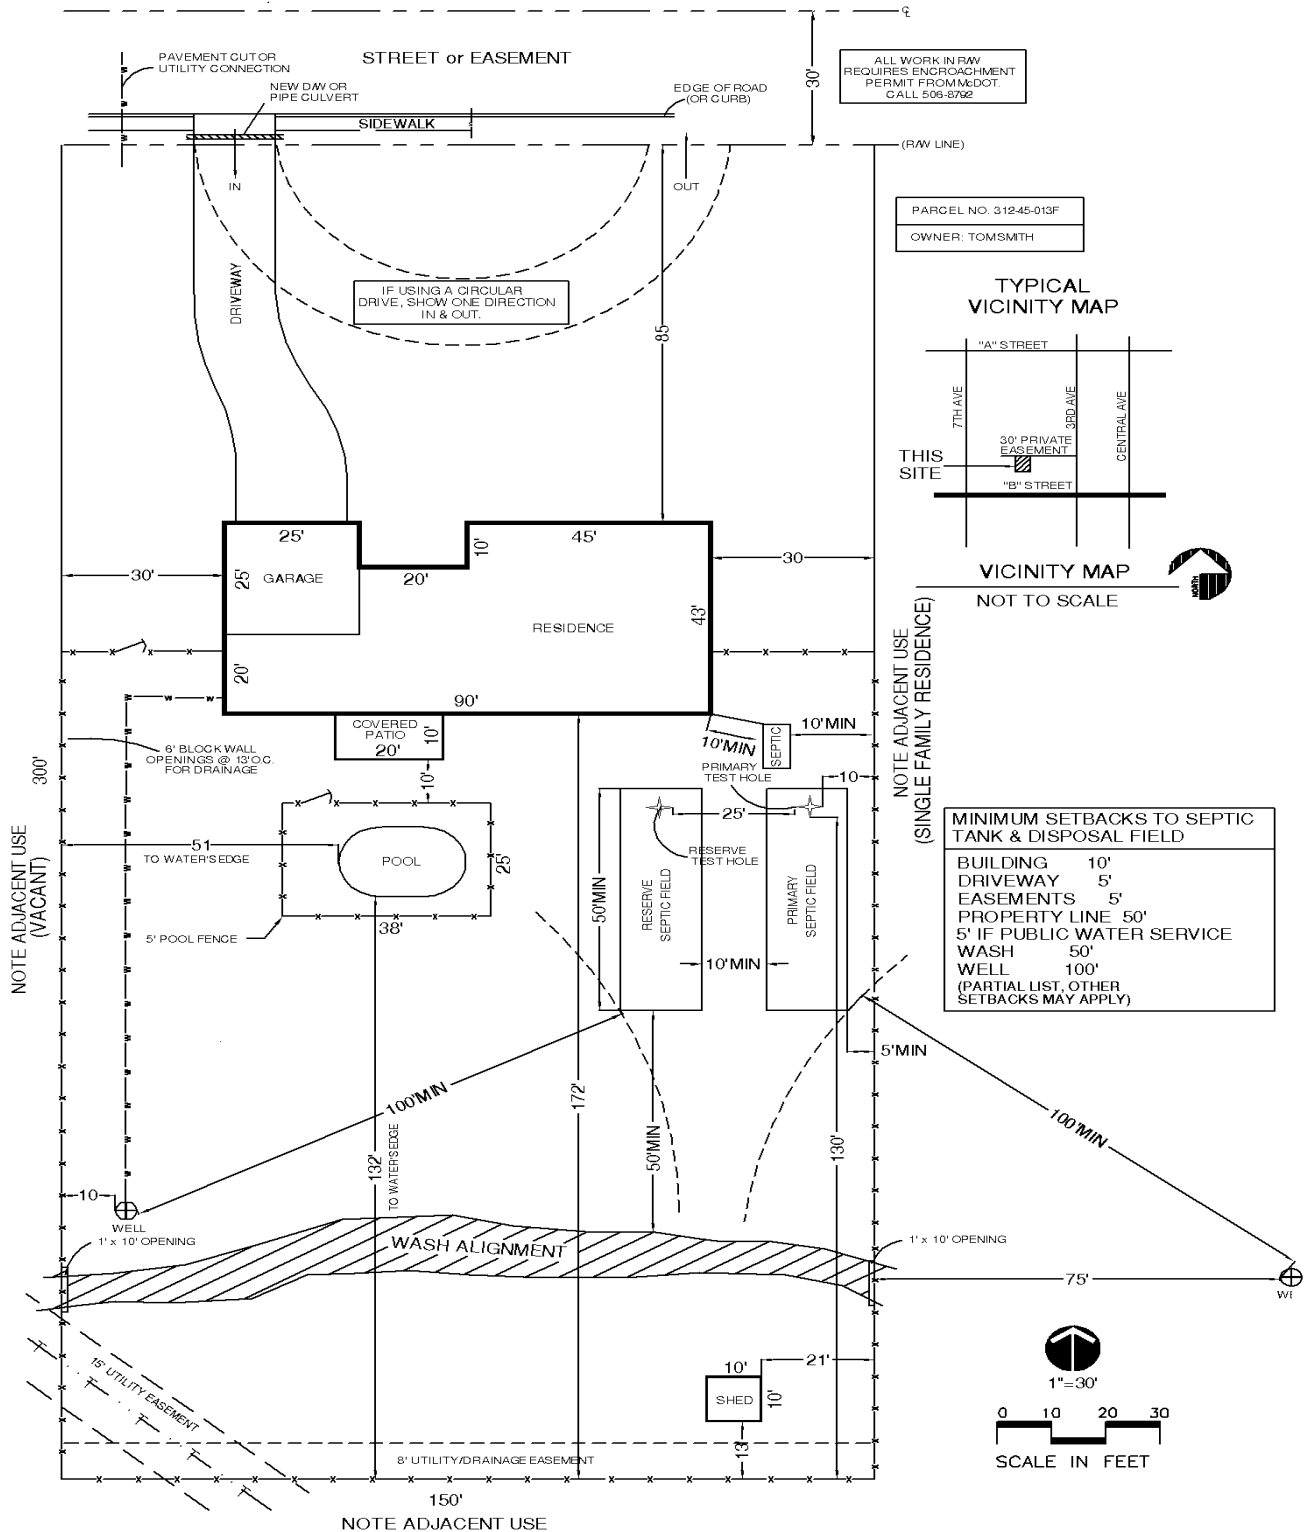 ℄
PAVEMENT CUT OR
UTILITY CONNECTION
STREET or EASEMENT
30'
ALL WORK IN R/W
REQUIRES ENCROACHMENT
PERMIT FROM McDOT.
CALL 506-8792
NEW D/W OR
PIPE CULVERT
EDGE OF ROAD
(OR CURB)
SIDEWALK
(R/W LINE)
IN
OUT
PARCEL NO. 312-45-013F
OWNER: TOM SMITH
DRIVEWAY
IF USING A CIRCULAR
DRIVE, SHOW ONE DIRECTION
IN & OUT.
85
TYPICAL
VICINITY MAP
"A" STREET
7TH AVE
3RD AVE
CENTRAL AVE
30' PRIVATE
EASEMENT
THIS
SITE
"B" STREET
VICINITY MAP
NOT TO SCALE
NORTH
25'
10'
45'
30'
25'
GARAGE
20'
30
RESIDENCE
43'
20'
90'
NOTE ADJACENT USE
(SINGLE FAMILY RESIDENCE)
COVERED
PATIO
20'
10'
10'MIN
10'MIN
SEPTIC
6' BLOCK WALL
OPENINGS @ 13'O.C.
FOR DRAINAGE
300'
10'
PRIMARY
TEST HOLE
10
25'
51
TO WATER'S EDGE
POOL
25'
RESERVE
TEST HOLE
50'MIN
RESERVE
SEPTIC FIELD
PRIMARY
SEPTIC FIELD
MINIMUM SETBACKS TO SEPTIC
TANK & DISPOSAL FIELD
BUILDING 10'
DRIVEWAY 5'
EASEMENTS 5'
PROPERTY LINE 50'
5' IF PUBLIC WATER SERVICE
WASH 50'
WELL 100'
(PARTIAL LIST, OTHER
SETBACKS MAY APPLY)
NOTE ADJACENT USE
(VACANT)
5' POOL FENCE
38'
10'MIN
5'MIN
100'MIN
172'
100'MIN
132'
TO WATER'S EDGE
50'MIN
130'
10
WELL
1' x 10' OPENING
WASH ALIGNMENT
1' x 10' OPENING
75'
15' UTILITY EASEMENT
10'
21'
SHED
10'
13'
1"=30'
0 10 20 30
SCALE IN FEET
8' UTILITY/DRAINAGE EASEMENT
150'
NOTE ADJACENT USE